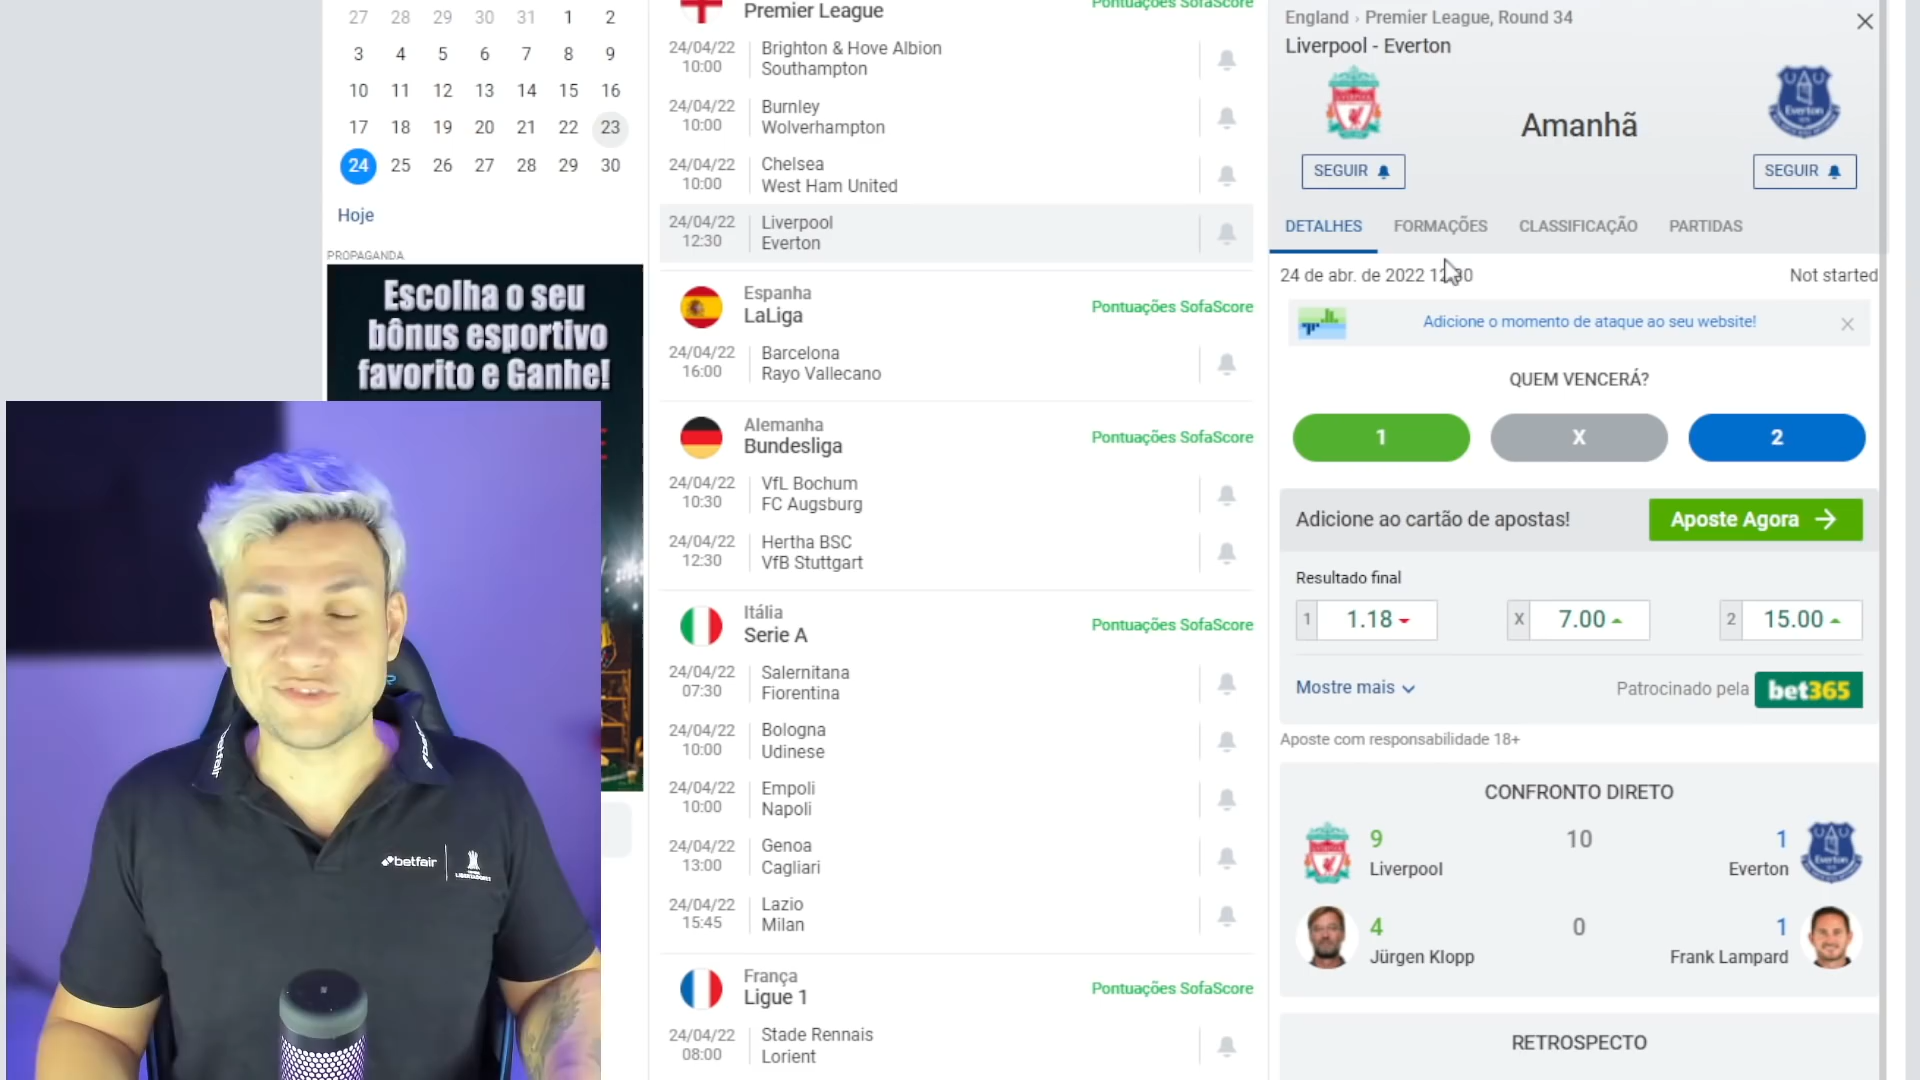 27 28 29 30 31 1 2
3 4 5 6 7 8 9
10 11 12 13 14 15 16
17 18 19 20 21 22 23
24 25 26 27 28 29 30
Hoje
PROPAGANDA
Escolha o seu
bônus esportivo
favorito e Ganhe!
betfair
LIBERTADORES
Premier League
Pontuações SofaScore
24/04/22 Brighton & Hove Albion
10:00 Southampton
24/04/22 Burnley
10:00 Wolverhampton
24/04/22 Chelsea
10:00 West Ham United
24/04/22 Liverpool
12:30 Everton
Espanha
LaLiga
Pontuações SofaScore
24/04/22 Barcelona
16:00 Rayo Vallecano
Alemanha
Bundesliga
Pontuações SofaScore
24/04/22 VfL Bochum
10:30 FC Augsburg
24/04/22 Hertha BSC
12:30 VfB Stuttgart
Itália
Serie A
Pontuações SofaScore
24/04/22 Salernitana
07:30 Fiorentina
24/04/22 Bologna
10:00 Udinese
24/04/22 Empoli
10:00 Napoli
24/04/22 Genoa
13:00 Cagliari
24/04/22 Lazio
15:45 Milan
França
Ligue 1
Pontuações SofaScore
24/04/22 Stade Rennais
08:00 Lorient
England › Premier League, Round 34
Liverpool - Everton
Amanhã
Everton
SEGUIR SEGUIR
DETALHES FORMAÇÕES CLASSIFICAÇÃO PARTIDAS
24 de abr. de 2022 12:30 Not started
Adicione o momento de ataque ao seu website!
QUEM VENCERÁ?
1 X 2
Adicione ao cartão de apostas! Aposte Agora
Resultado final
1 1.18 X 7.00 2 15.00
Mostre mais Patrocinado pela bet365
Aposte com responsabilidade 18+
CONFRONTO DIRETO
9 10 1
Liverpool Everton
Everton
4 0 1
Jürgen Klopp Frank Lampard
RETROSPECTO